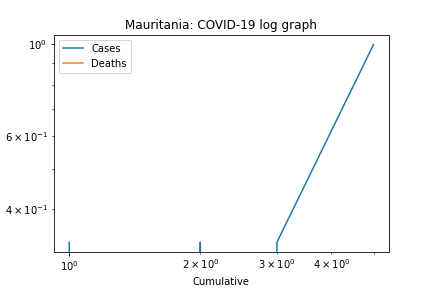 Mauritania: COVID-19 log graph
10⁰
Cases
Deaths
6 × 10⁻¹
4 × 10⁻¹
10⁰
2 × 10⁰
3 × 10⁰
4 × 10⁰
Cumulative